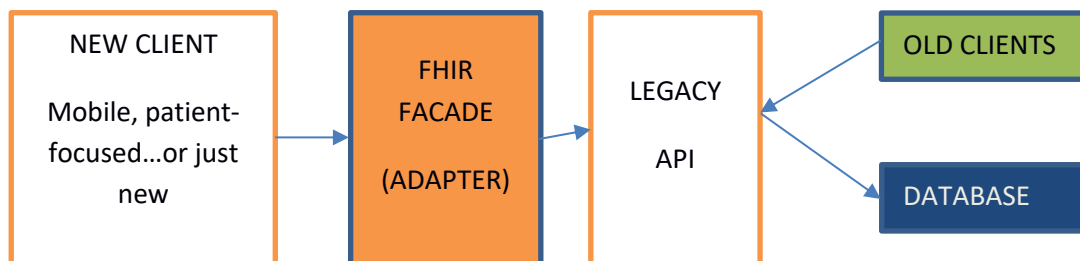 NEW CLIENT
Mobile, patient-
focused...or just
new
FHIR
FACADE
(ADAPTER)
LEGACY
API
OLD CLIENTS
DATABASE